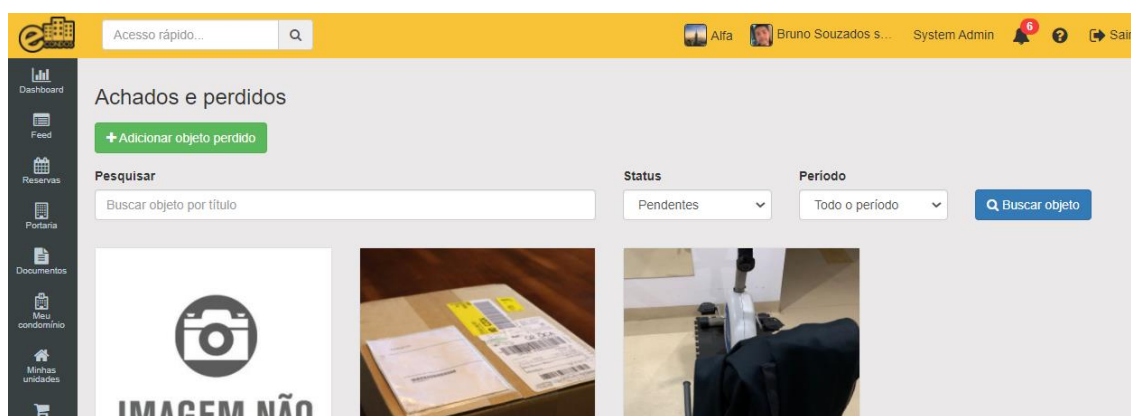 Acesso rápido...
Alfa
Bruno Souzados s...
System Admin
6
Sair
Dashboard
Feed
Reservas
Portaria
Documentos
Meu
condomínio
Minhas
unidades
Achados e perdidos
Adicionar objeto perdido
Pesquisar
Status
Período
Buscar objeto por título
Pendentes
Todo o período
Buscar objeto
IMAGEM NÃO